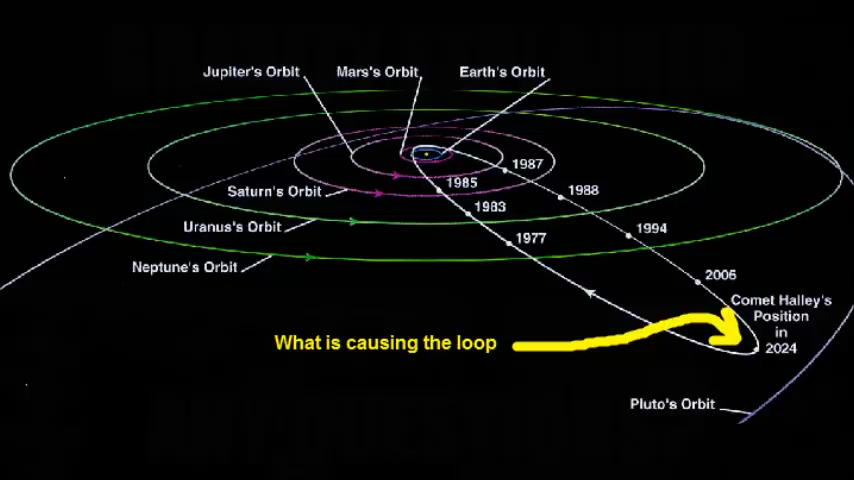 Jupiter's Orbit
Mars's Orbit
Earth's Orbit
1987
Saturn's Orbit
1985
1988
1983
Uranus's Orbit
1994
1977
Neptune's Orbit
2006
Comet Halley's
Position
in
2024
What is causing the loop
Pluto's Orbit